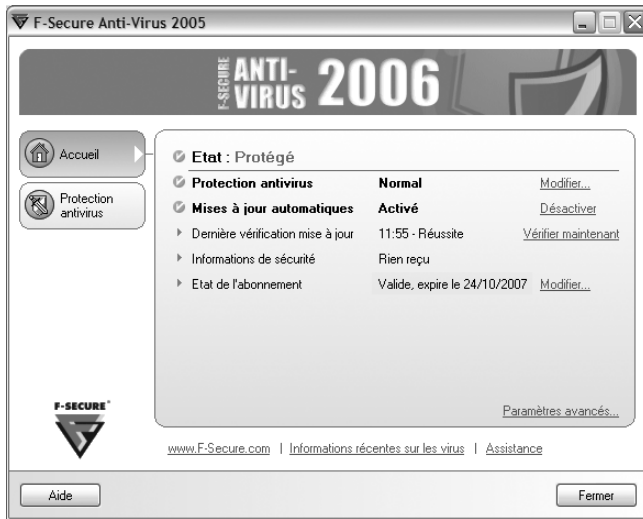 F-Secure Anti-Virus 2005
F-SECURE ANTI-VIRUS 2006
Accueil
Protection antivirus
Etat : Protégé
Protection antivirus Normal Modifier...
Mises à jour automatiques Activé Désactiver
Dernière vérification mise à jour 11:55 - Réussite Vérifier maintenant
Informations de sécurité Rien reçu
Etat de l'abonnement Valide, expire le 24/10/2007 Modifier...
Paramètres avancés...
F-SECURE®
www.F-Secure.com | Informations récentes sur les virus | Assistance
Aide Fermer